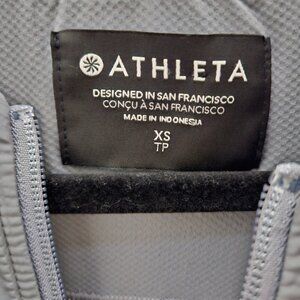 ATHLETA
DESIGNED IN SAN FRANCISCO
CONÇU À SAN FRANCISCO
MADE IN INDONESIA
XS
TP